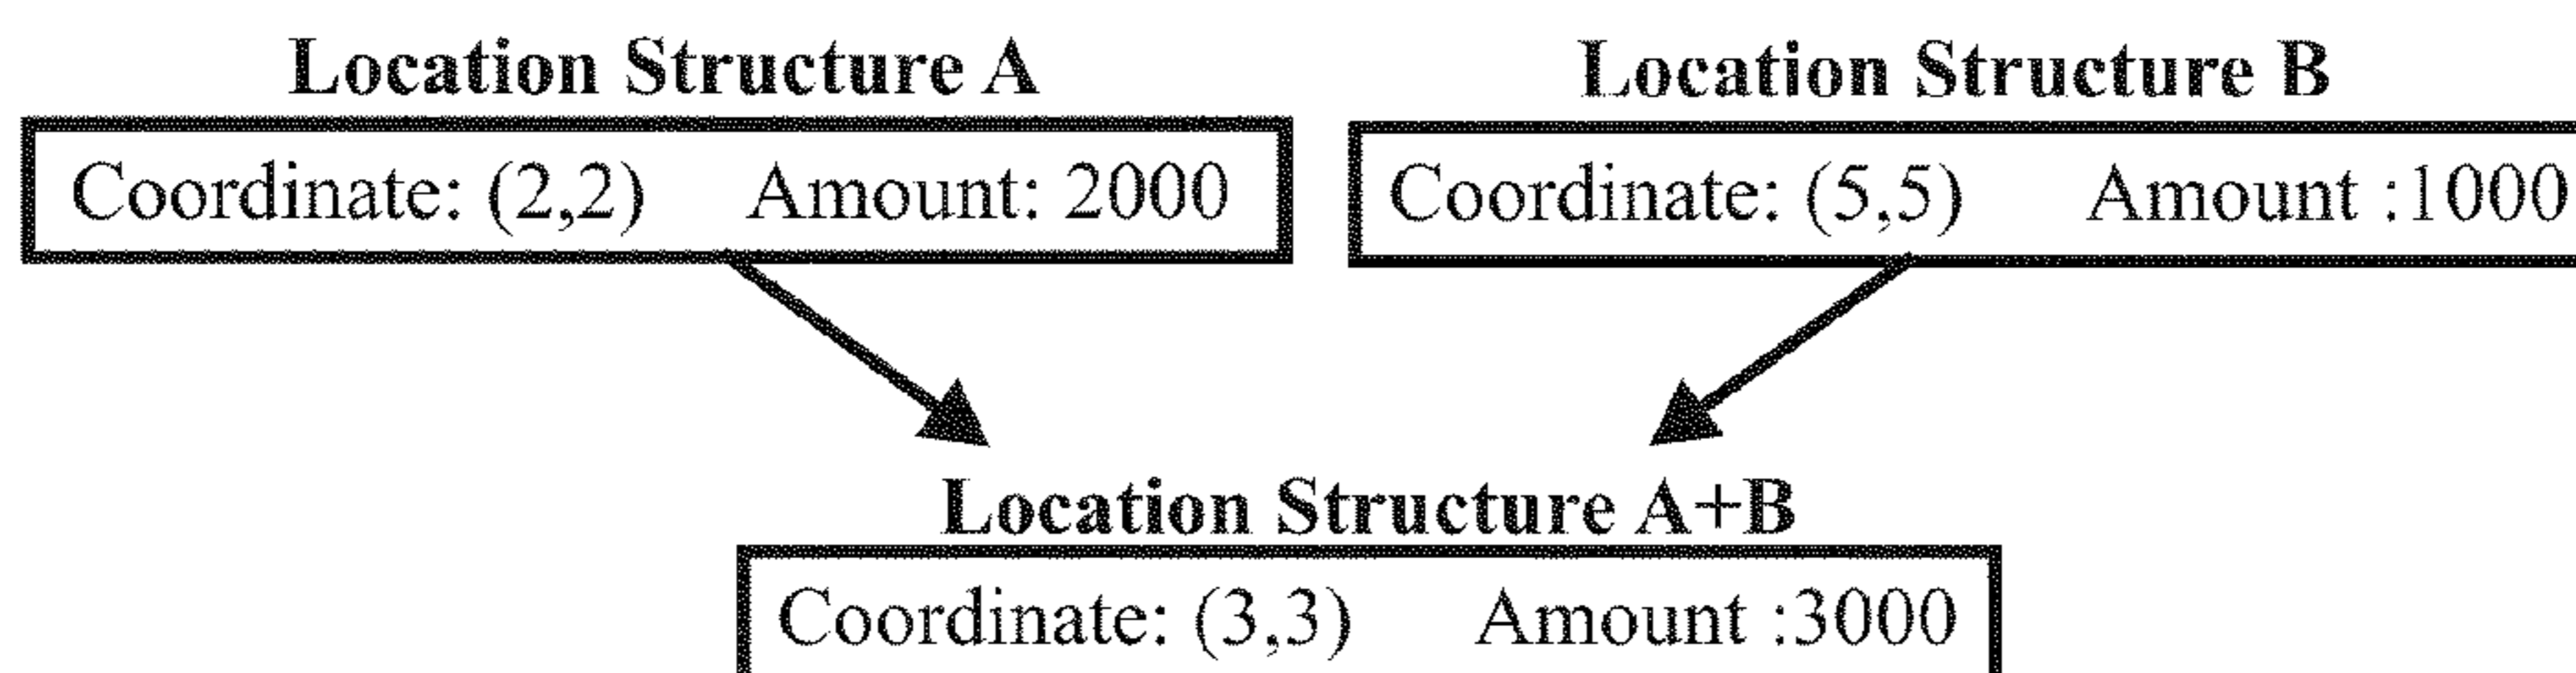 Location Structure A
Location Structure B
Coordinate: (2,2) Amount: 2000
Coordinate: (5,5) Amount :1000
Location Structure A+B
Coordinate: (3,3) Amount :3000